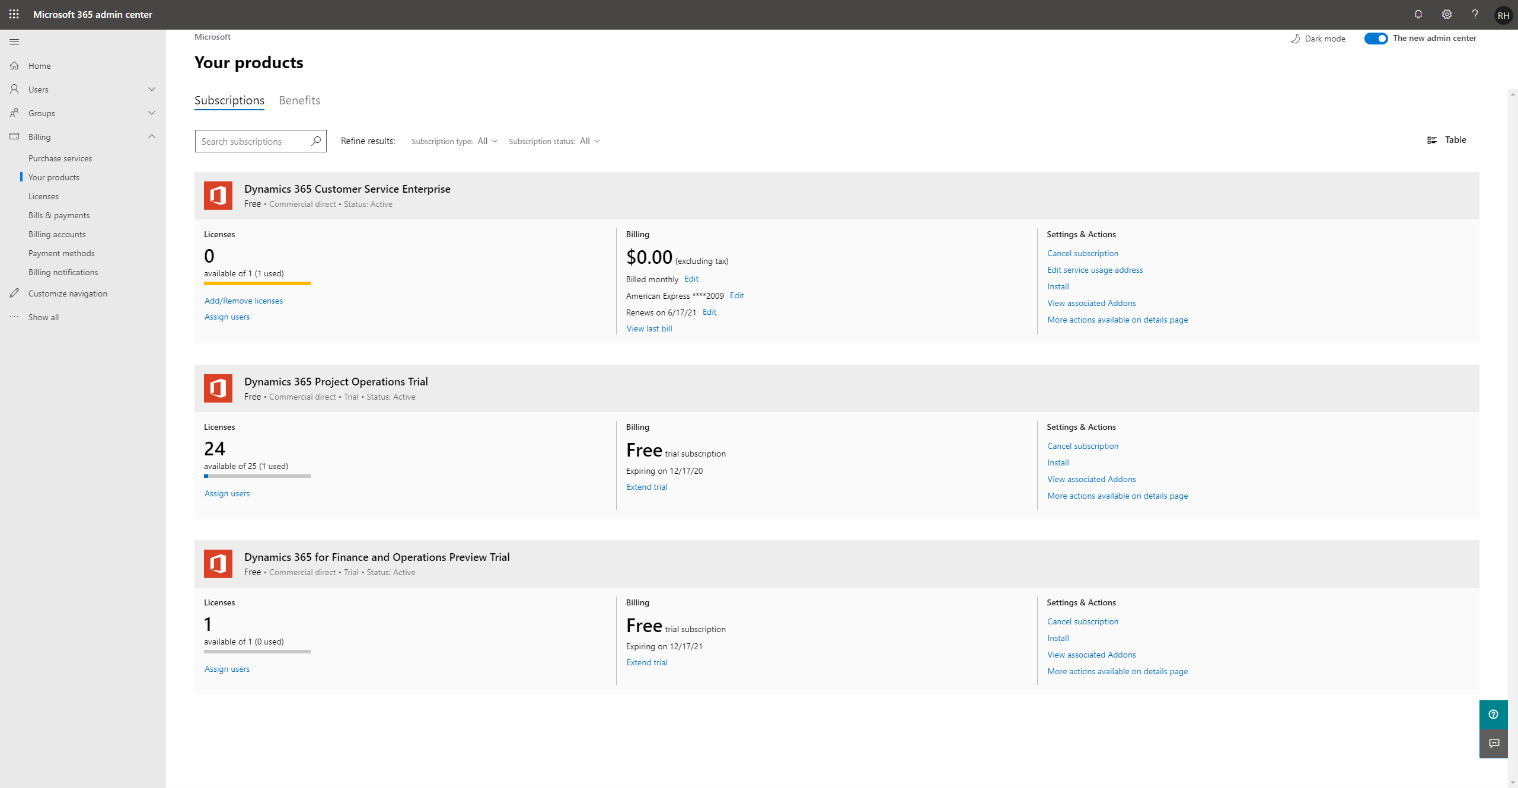 Microsoft 365 admin center
? RH
Home
Users
Groups
Billing
Purchase services
Your products
Licenses
Bills & payments
Billing accounts
Payment methods
Billing notifications
Customize navigation
Show all
Microsoft
Dark mode The new admin center
Your products
Subscriptions Benefits
Search subscriptions Refine results: Subscription type: All Subscription status: All Table
Dynamics 365 Customer Service Enterprise
Free • Commercial direct • Status: Active
Licenses
0
available of 1 (1 used)
Add/Remove licenses
Assign users
Billing
$0.00 (excluding tax)
Billed monthly Edit
American Express ****2009 Edit
Renews on 6/17/21 Edit
View last bill
Settings & Actions
Cancel subscription
Edit service usage address
Install
View associated Addons
More actions available on details page
Dynamics 365 Project Operations Trial
Free • Commercial direct • Trial • Status: Active
Licenses
24
available of 25 (1 used)
Assign users
Billing
Free trial subscription
Expiring on 12/17/20
Extend trial
Settings & Actions
Cancel subscription
Install
View associated Addons
More actions available on details page
Dynamics 365 for Finance and Operations Preview Trial
Free • Commercial direct • Trial • Status: Active
Licenses
1
available of 1 (0 used)
Assign users
Billing
Free trial subscription
Expiring on 12/17/21
Extend trial
Settings & Actions
Cancel subscription
Install
View associated Addons
More actions available on details page